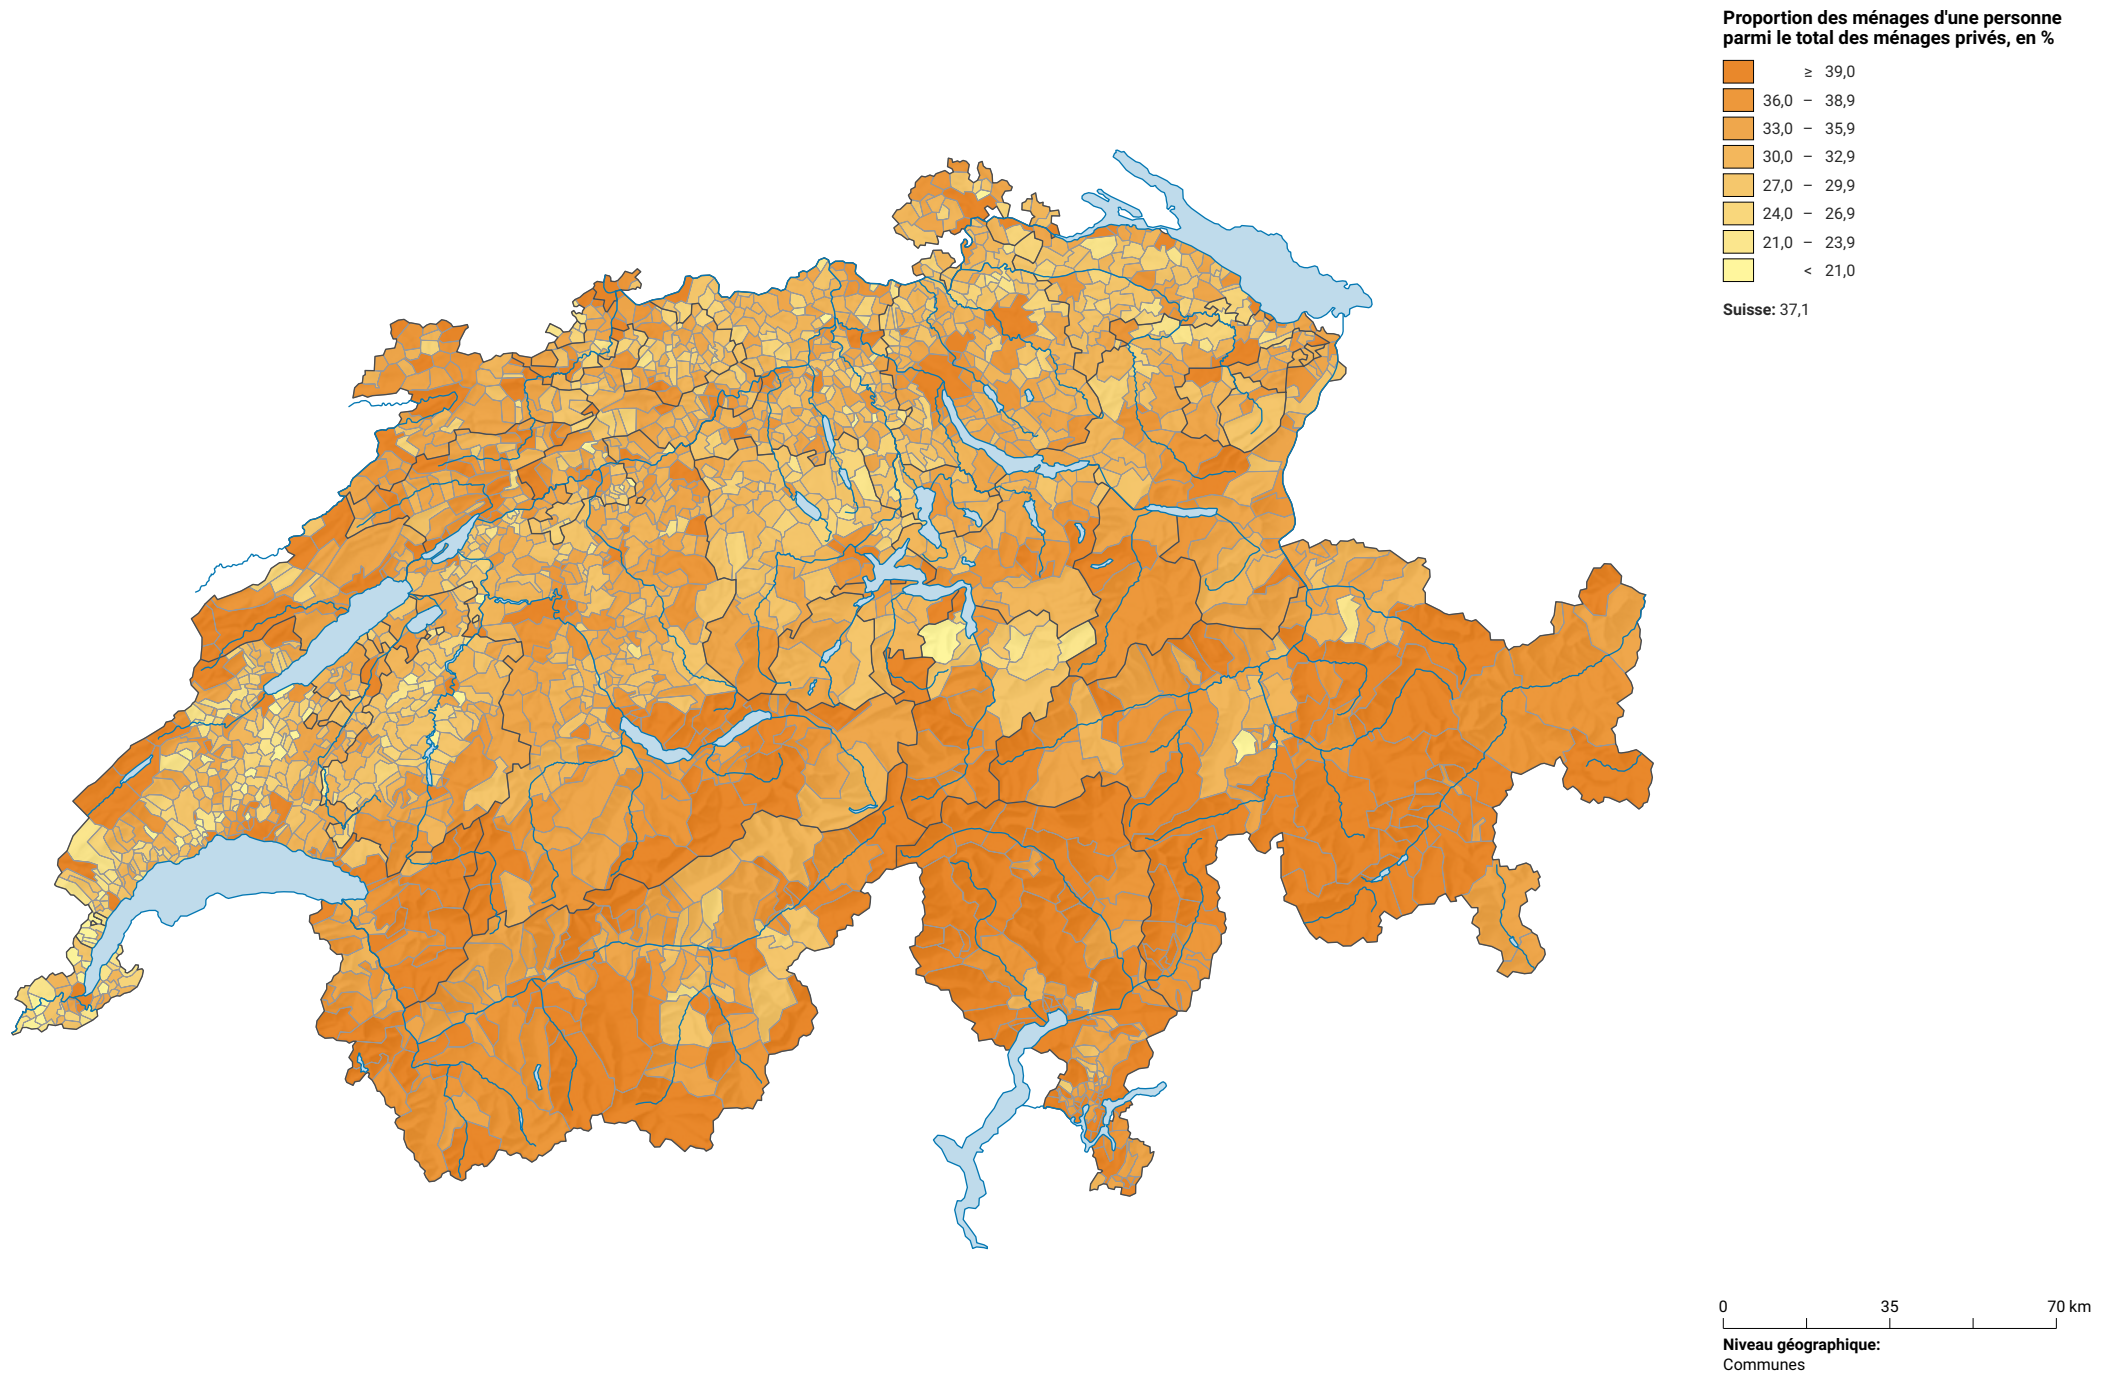 Proportion des ménages d'une personne
parmi le total des ménages privés, en %
≥ 39,0
36,0 – 38,9
33,0 – 35,9
30,0 – 32,9
27,0 – 29,9
24,0 – 26,9
21,0 – 23,9
< 21,0
Suisse: 37,1
0 35 70 km
Niveau géographique:
Communes